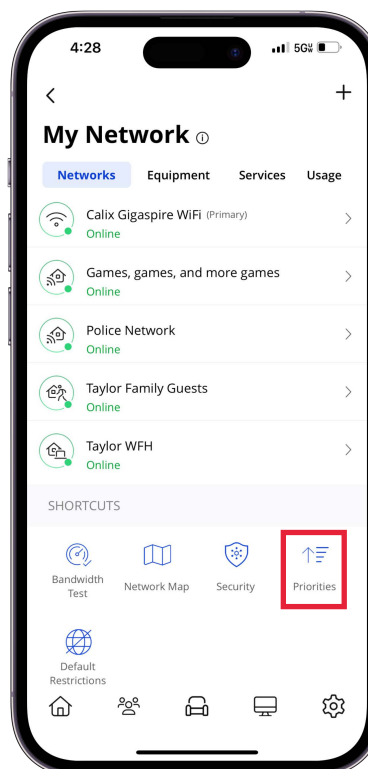 4:28
5GW
My Network
Networks Equipment Services Usage
Calix Gigaspire WiFi (Primary)
Online
Games, games, and more games
Online
Police Network
Online
Taylor Family Guests
Online
Taylor WFH
Online
SHORTCUTS
Bandwidth Test
Network Map
Security
Priorities
Default
Restrictions